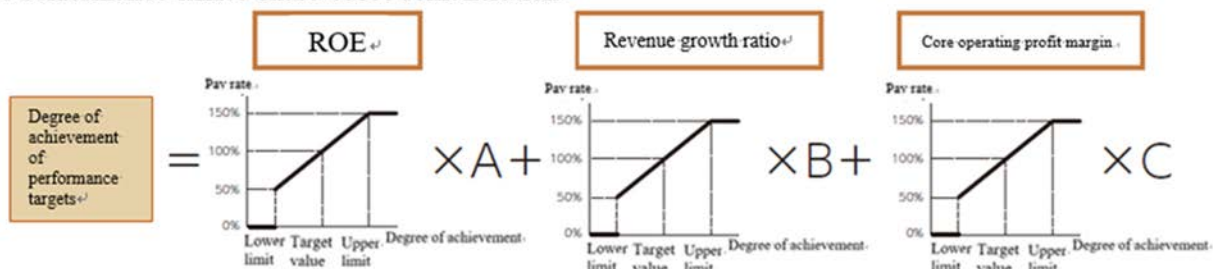 ROE
Revenue growth ratio
Core operating profit margin
Degree of
achievement
of
performance
targets
=
Pay rate
150%
100%
50%
0%
Lower Target Upper Degree of achievement
limit value limit
×A+
Pay rate
150%
100%
50%
0%
Lower Target Upper Degree of achievement
limit value limit
×B+
Pay rate
150%
100%
50%
0%
Lower Target Upper Degree of achievement
limit value limit
×C